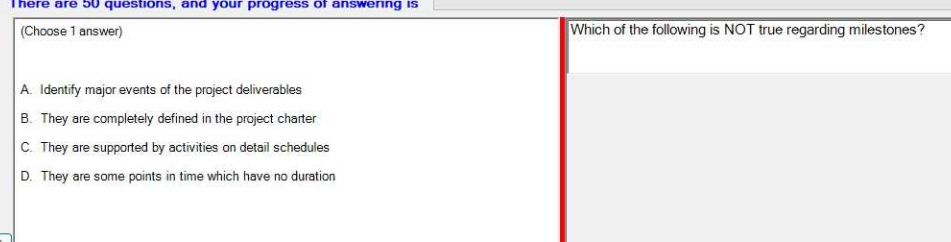 There are 50 questions, and your progress of answering is
(Choose 1 answer)
Which of the following is NOT true regarding milestones?
A. Identify major events of the project deliverables
B. They are completely defined in the project charter
C. They are supported by activities on detail schedules
D. They are some points in time which have no duration